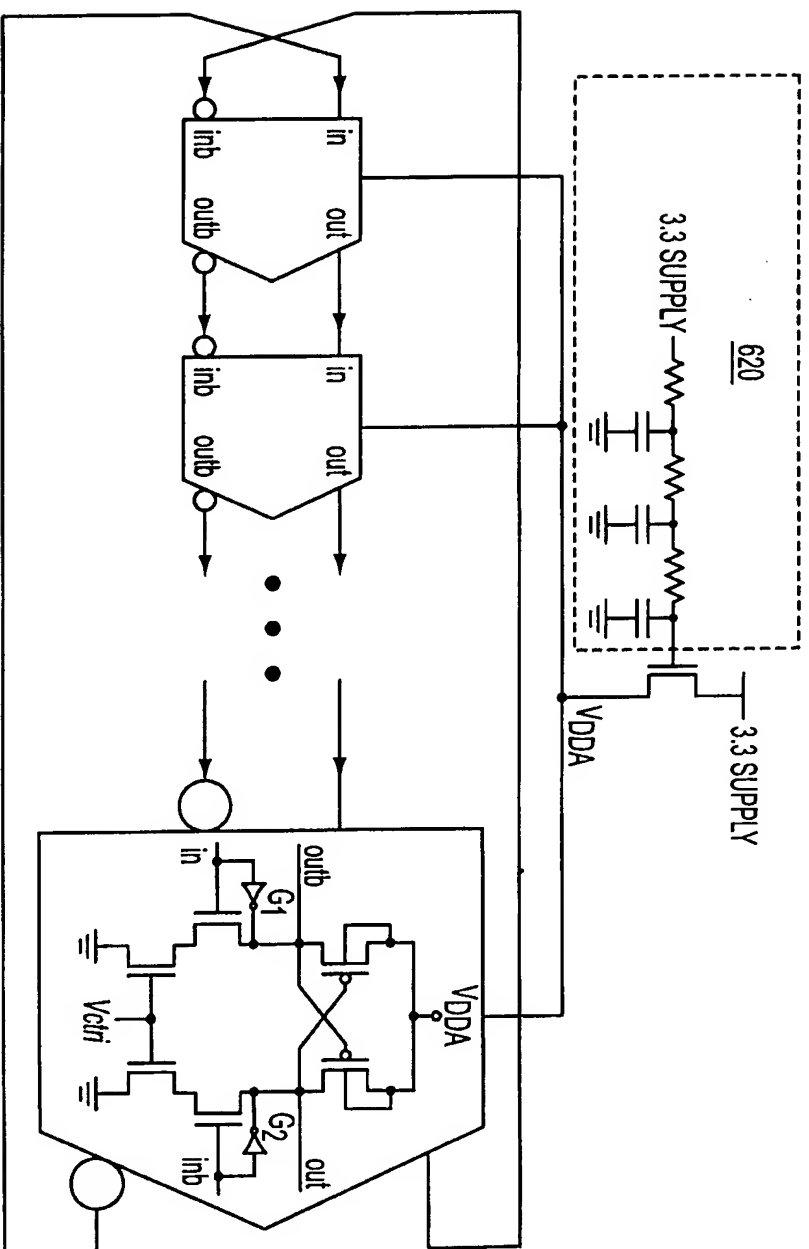 620
3.3 SUPPLY
3.3 SUPPLY
VDDA
in
out
inb
outb
in
out
inb
outb
VDDA
outb
out
G1
G2
in
inb
Vctri